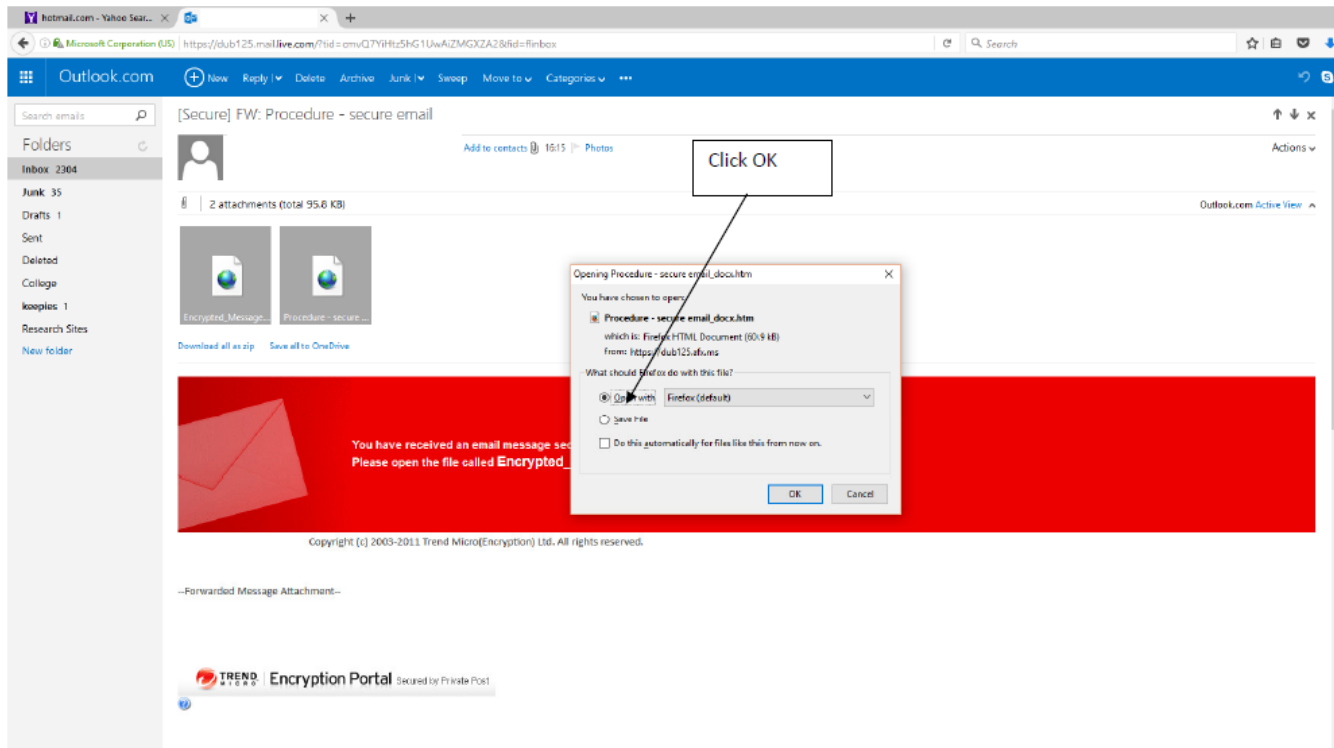 hotmail.com - Yahoo Sear...
Microsoft Corporation (US) https://dub125.mail.live.com/?tid=cmvQ7YiHtz5hG1UwAiZMGXZA2&fid=flinbox
Search
Outlook.com
New Reply Delete Archive Junk Sweep Move to Categories
Search emails
[Secure] FW: Procedure - secure email
Folders
Add to contacts 16:15 Photos
Actions
Click OK
Inbox 2304
Junk 35
Drafts 1
Sent
Deleted
College
keepies 1
Research Sites
New folder
2 attachments (total 95.8 KB)
Outlook.com Active View
Encrypted_Message...
Procedure - secure ...
Download all as zip Save all to OneDrive
Opening Procedure - secure email_docx.htm
You have chosen to open:
Procedure - secure email_docx.htm
which is: Firefox HTML Document (60.9 kB)
from: https://dub125.afx.ms
What should Firefox do with this file?
Open with Firefox (default)
Save File
Do this automatically for files like this from now on.
OK Cancel
You have received an email message sec
Please open the file called Encrypted_
Copyright (c) 2003-2011 Trend Micro(Encryption) Ltd. All rights reserved.
--Forwarded Message Attachment--
TREND MICRO Encryption Portal Secured by Private Post